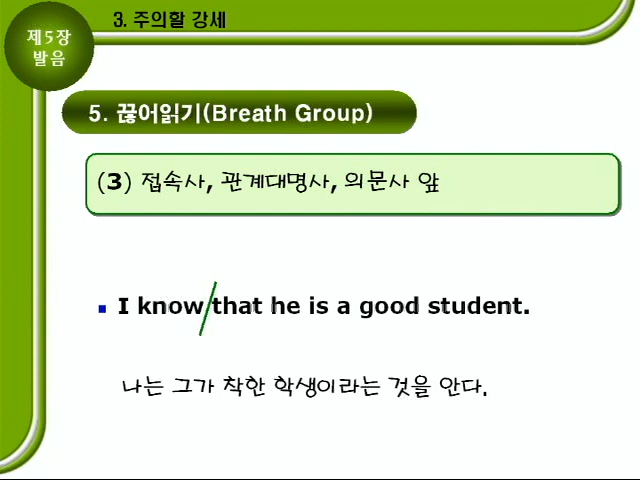 3. 주의할 강세
제5장
발음
5. 끊어읽기(Breath Group)
(3) 접속사, 관계대명사, 의문사 앞
I know/that he is a good student.
나는 그가 착한 학생이라는 것을 안다.